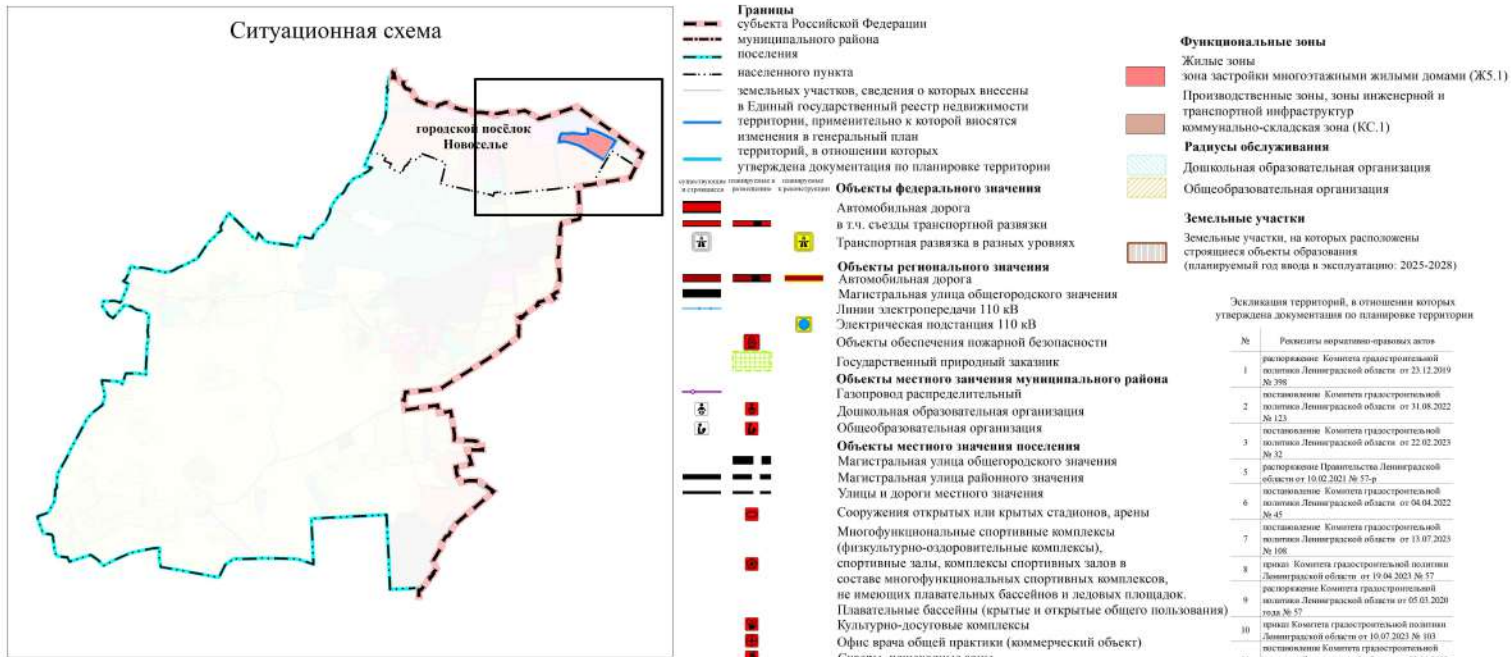 Ситуационная схема
городской посёлок
Новоселье
Границы
субъекта Российской Федерации
муниципального района
поселения
населенного пункта
земельных участков, сведения о которых внесены
в Единый государственный реестр недвижимости
территории, применительно к которой вносятся
изменения в генеральный план
территорий, в отношении которых
утверждена документация по планировке территории
Объекты федерального значения
Автомобильная дорога
в т.ч. съезды транспортной развязки
Транспортная развязка в разных уровнях
Объекты регионального значения
Автомобильная дорога
Магистральная улица общегородского значения
Линии электропередачи 110 кВ
Электрическая подстанция 110 кВ
Объекты обеспечения пожарной безопасности
Государственный природный заказник
Объекты местного занчения муниципального района
Газопровод распределительный
Дошкольная образовательная организация
Общеобразовательная организация
Объекты местного значения поселения
Магистральная улица общегородского значения
Магистральная улица районного значения
Улицы и дороги местного значения
Сооружения открытых или крытых стадионов, арены
Многофункциональные спортивные комплексы
(физкультурно-оздоровительные комплексы),
спортивные залы, комплексы спортивных залов в
составе многофункциональных спортивных комплексов,
не имеющих плавательных бассейнов и ледовых площадок.
Плавательные бассейны (крытые и открытые общего пользования)
Культурно-досуговые комплексы
Офис врача общей практики (коммерческий объект)
Функциональные зоны
Жилые зоны
зона застройки многоэтажными жилыми домами (Ж5.1)
Производственные зоны, зоны инженерной и
транспортной инфраструктур
коммунально-складская зона (КС.1)
Радиусы обслуживания
Дошкольная образовательная организация
Общеобразовательная организация
Земельные участки
Земельные участки, на которых расположены
строящиеся объекты образования
(планируемый год ввода в эксплуатацию: 2025-2028)
Эскликация территорий, в отношении которых
утверждена документация по планировке территории
№ Реквизиты нормативно-правовых актов
распоряжение Комитета градостроительной
1 политики Ленинградской области от 23.12.2019
№ 398
постановление Комитета градостроительной
2 политики Ленинградской области от 31.08.2022
№ 123
постановление Комитета градостроительной
3 политики Ленинградской области от 22.02.2023
№ 32
5 распоряжение Правительства Ленинградской
области от 10.02.2021 № 57-р
постановление Комитета градостроительной
6 политики Ленинградской области от 04.04.2022
№ 45
постановление Комитета градостроительной
7 политики Ленинградской области от 13.07.2023
№ 108
8 приказ Комитета градостроительной политики
Ленинградской области от 19.04.2023 № 57
распоряжение Комитета градостроительной
9 политики Ленинградской области от 05.03.2020
года № 57
10 приказ Комитета градостроительной политики
Ленинградской области от 10.07.2023 № 103
постановление Комитета градостроительной